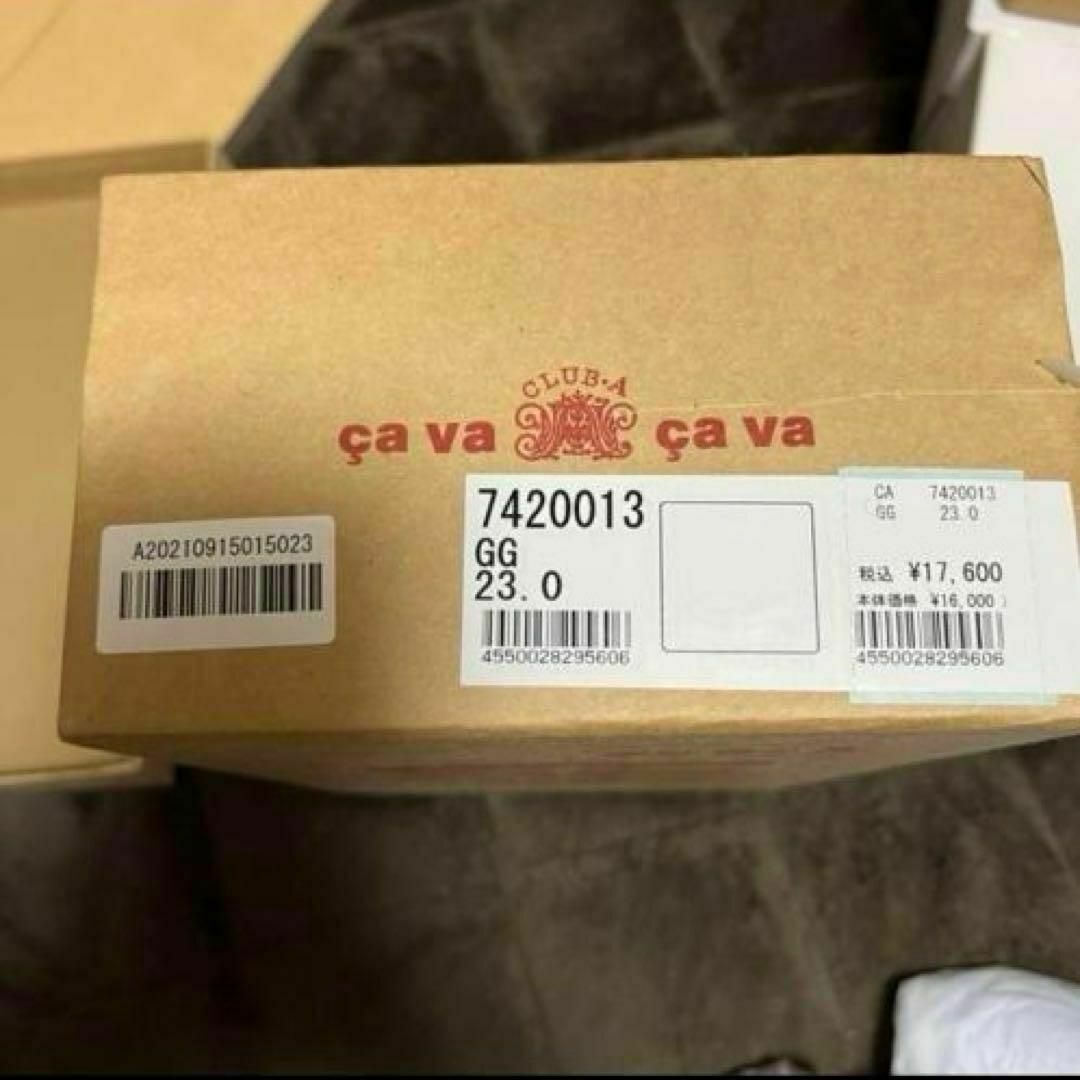 CLUB·A
ça va ça va
A20210915015023
7420013
GG
23.0
4550028295606
CA 7420013
GG 23.0
税込 ¥17,600
本体価格 ¥16,000)
4550028295606